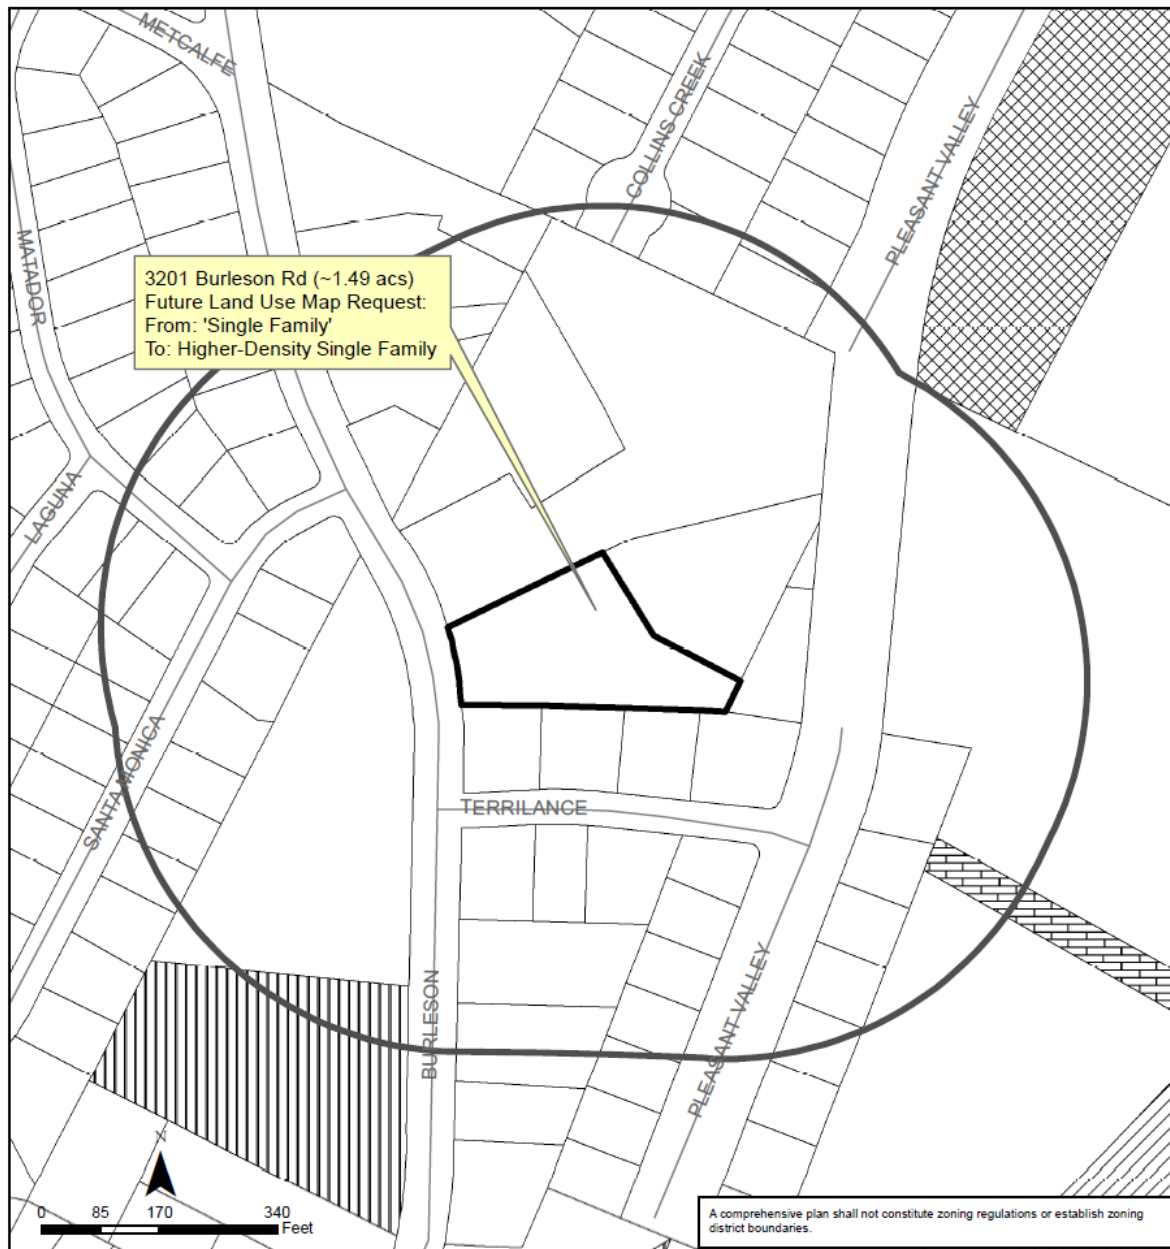 METCALFE
COLLINS CREEK
PLEASANT VALLEY
MATADOR
3201 Burleson Rd (~1.49 acs)
Future Land Use Map Request:
From: 'Single Family'
To: Higher-Density Single Family
LAGUNA
SANTA MONICA
TERRILANCE
BURLESON
PLEASANT VALLEY
N
0 85 170 340
Feet
A comprehensive plan shall not constitute zoning regulations or establish zoning
district boundaries.